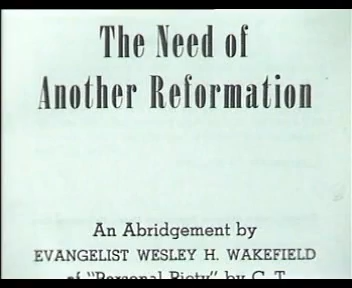 The Need of
Another Reformation
An Abridgement by
EVANGELIST WESLEY H. WAKEFIELD
of "Personal Piety" by C. T.